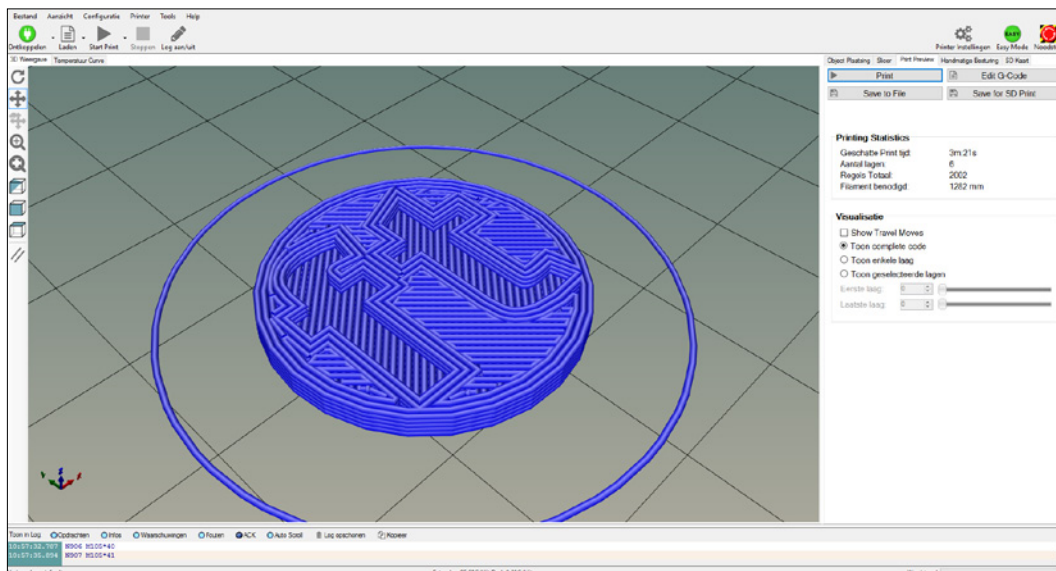 Bestand Aanzicht Configuratie Printer Tools Help
Ontkoppelen Laden Start Print Stoppen Log aan/uit
Printer Instellingen Easy Mode Noodsto
EASY
3D Weergave Temperatuur Curve
Object Plaatsing Slicer Print Preview Handmatige Besturing SD Kaart
Print Edit G-Code
Save to File Save for SD Print
Printing Statistics
Geschatte Print tijd: 3m:21s
Aantal lagen: 6
Regels Totaal: 2002
Filament benodigd: 1282 mm
Visualisatie
Show Travel Moves
Toon complete code
Toon enkele laag
Toon geselecteerde lagen
Eerste laag: 0
Laatste laag: 0
Toon in Log Opdrachten Infos Waarschuwingen Fouten ACK Auto Scroll Log opschonen Kopieer
10:57:32.787 N906 M105*40
10:57:35.894 N907 M105*41